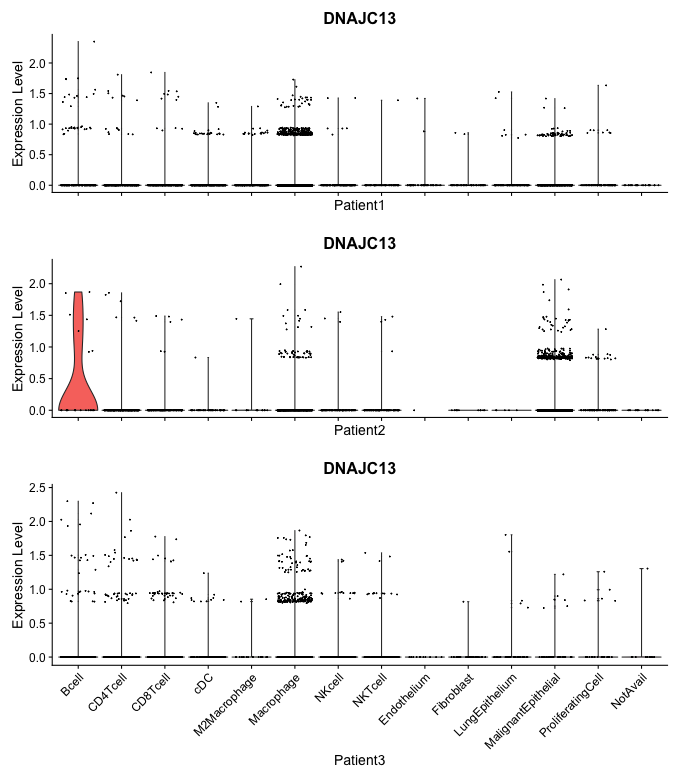 DNAJC13
Expression Level
2.0
1.5
1.0
0.5
0.0
Patient1
DNAJC13
Expression Level
2.0
1.5
1.0
0.5
0.0
Patient2
DNAJC13
Expression Level
2.5
2.0
1.5
1.0
0.5
0.0
Bcell
CD4Tcell
CD8Tcell
cDC
M2Macrophage
Macrophage
NKcell
NKTcell
Endothelium
Fibroblast
LungEpithelium
MalignantEpithelial
ProliferatingCell
NotAvail
Patient3